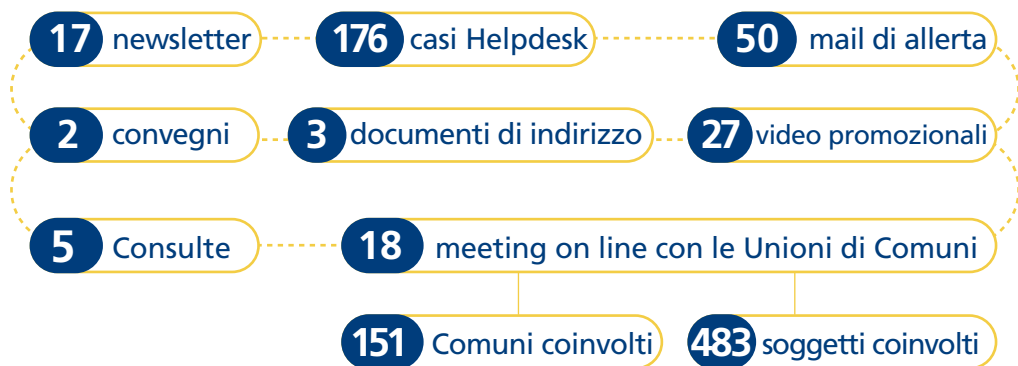 17 newsletter
176 casi Helpdesk
50 mail di allerta
2 convegni
3 documenti di indirizzo
27 video promozionali
5 Consulte
18 meeting on line con le Unioni di Comuni
151 Comuni coinvolti
483 soggetti coinvolti